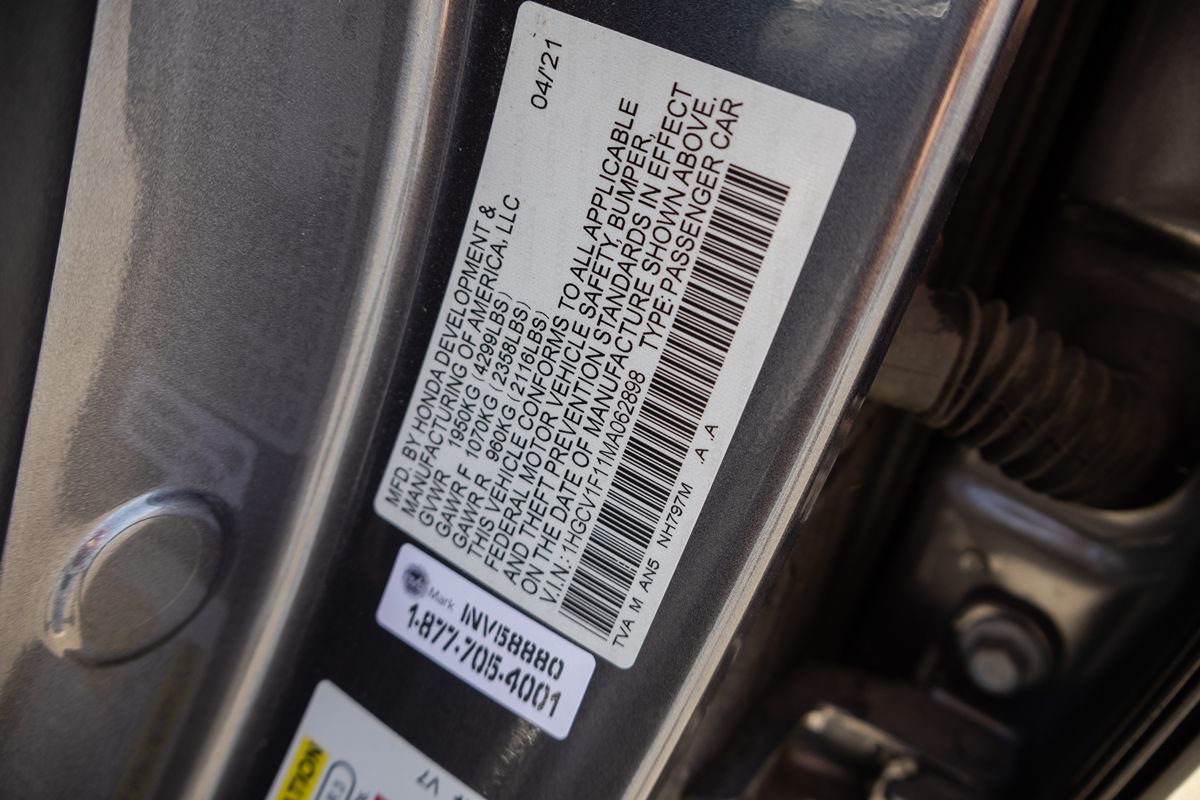 04/'21
MFD. BY HONDA DEVELOPMENT &
MANUFACTURING OF AMERICA, LLC
GVWR 1950KG (4299LBS)
GAWR F 1070KG (2358LBS)
GAWR R 960KG (2116LBS)
THIS VEHICLE CONFORMS TO ALL APPLICABLE
FEDERAL MOTOR VEHICLE SAFETY, BUMPER,
AND THEFT PREVENTION STANDARDS IN EFFECT
ON THE DATE OF MANUFACTURE SHOWN ABOVE.
V.I.N.: 1HGCV1F11MA062898 TYPE: PASSENGER CAR
TVA M AN5 NH797M .A .A
Mark INV158880
1-877-705-4001